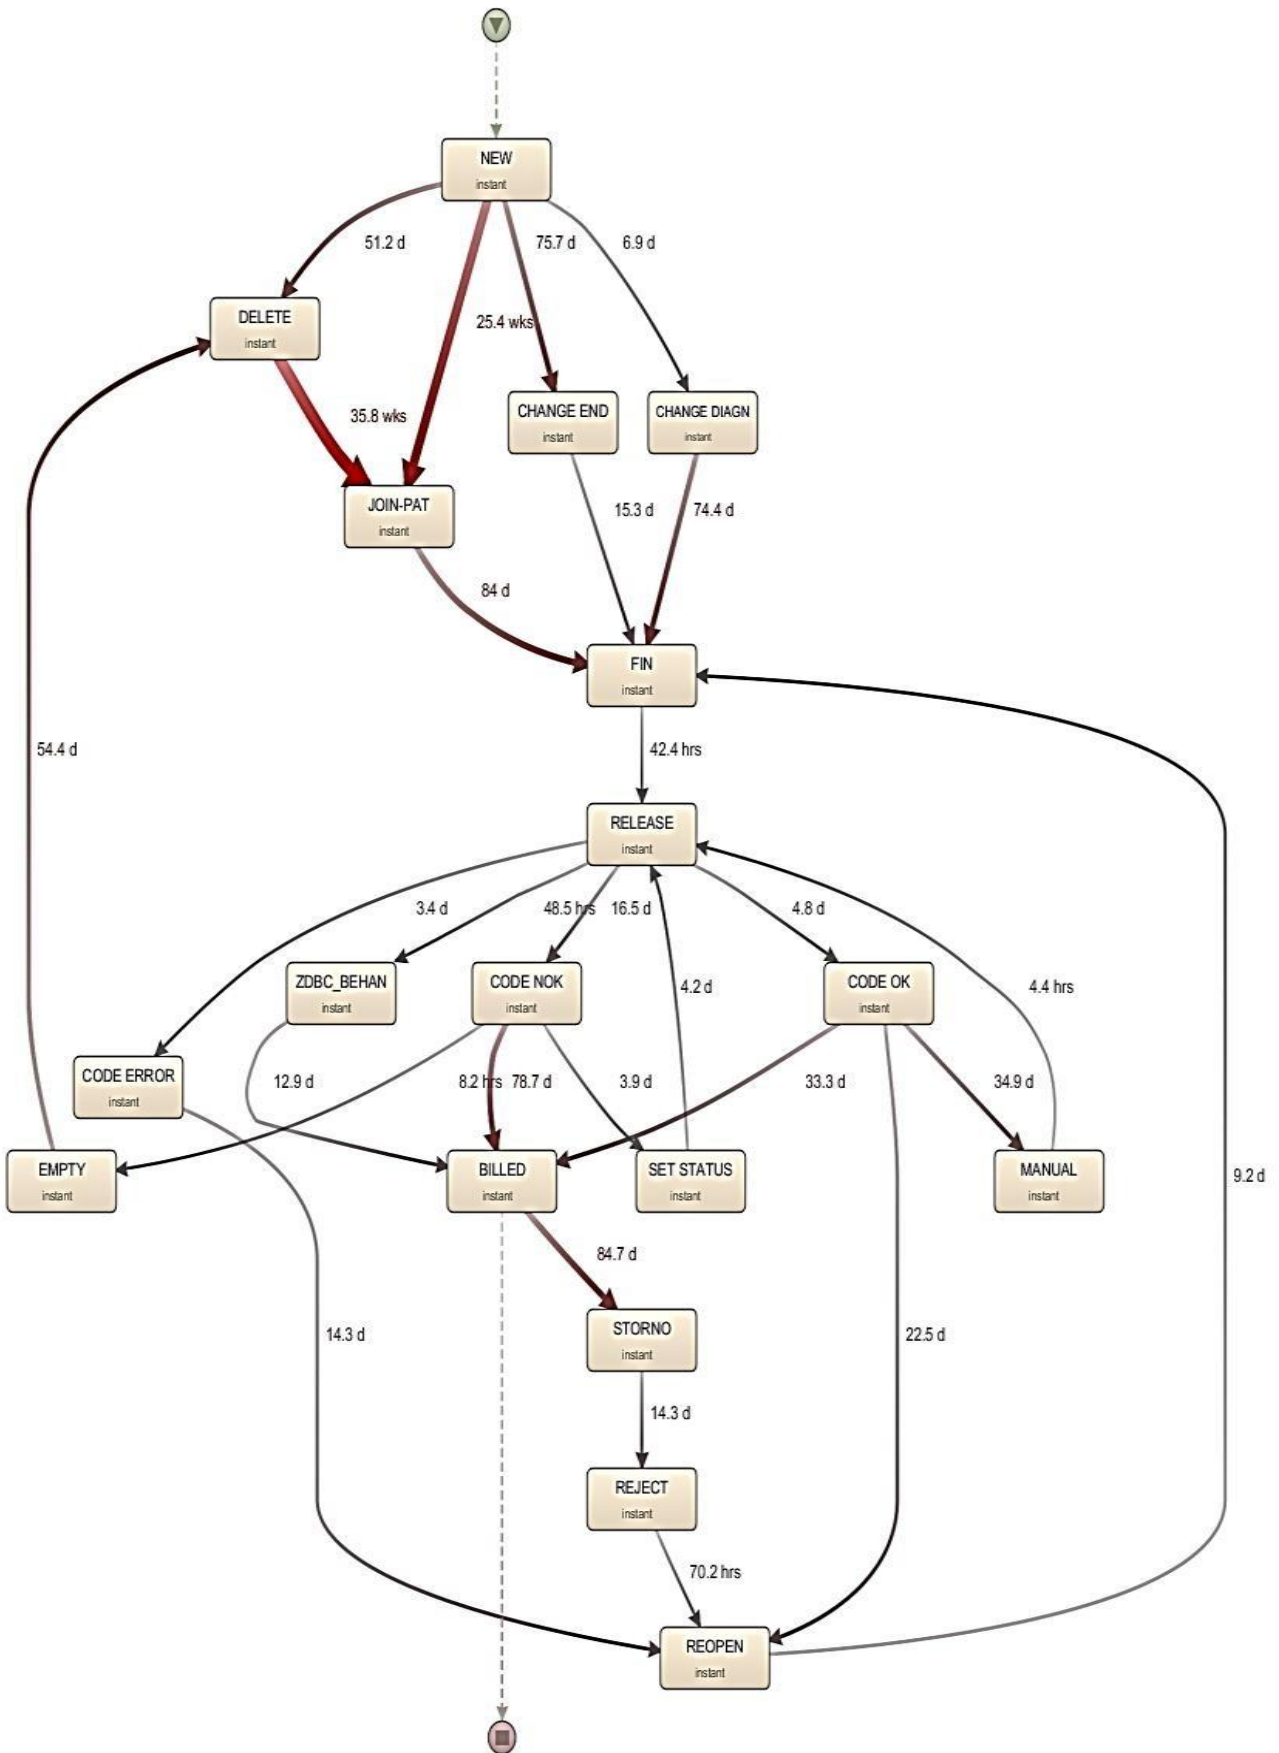 NEW
instant
51.2 d
75.7 d
6.9 d
DELETE
instant
25.4 wks
35.8 wks
CHANGE END
instant
CHANGE DIAGN
instant
JOIN-PAT
instant
15.3 d
74.4 d
84 d
FIN
instant
54.4 d
42.4 hrs
RELEASE
instant
3.4 d
48.5 hrs
16.5 d
4.8 d
ZDBC_BEHAN
instant
CODE NOK
instant
4.2 d
CODE OK
instant
4.4 hrs
CODE ERROR
instant
12.9 d
8.2 hrs
78.7 d
3.9 d
33.3 d
34.9 d
EMPTY
instant
BILLED
instant
SET STATUS
instant
MANUAL
instant
9.2 d
84.7 d
STORNO
instant
14.3 d
22.5 d
14.3 d
REJECT
instant
70.2 hrs
REOPEN
instant